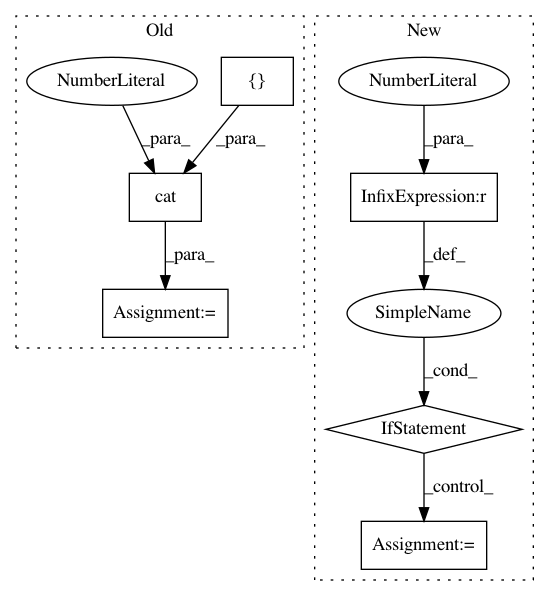 Old
New
NumberLiteral
{}
NumberLiteral
_para_
_para_
_para_
cat
InfixExpression:r
_para_
_def_
Assignment:=
SimpleName
_cond_
IfStatement
_control_
Assignment:=